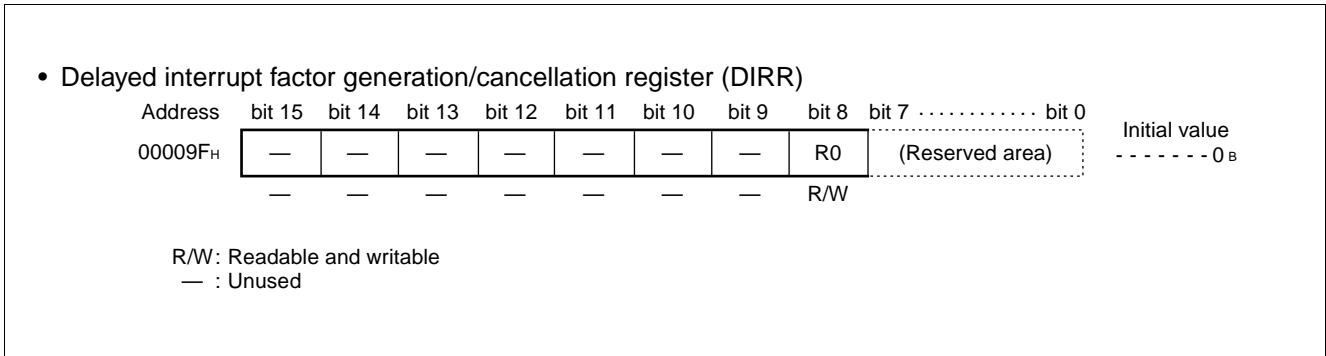 • Delayed interrupt factor generation/cancellation register (DIRR)
Address bit 15 bit 14 bit 13 bit 12 bit 11 bit 10 bit 9 bit 8 bit 7 ············ bit 0 Initial value
00009FH — — — — — — — R0 (Reserved area) - - - - - - - 0 B
— — — — — — — R/W
R/W : Readable and writable
— : Unused